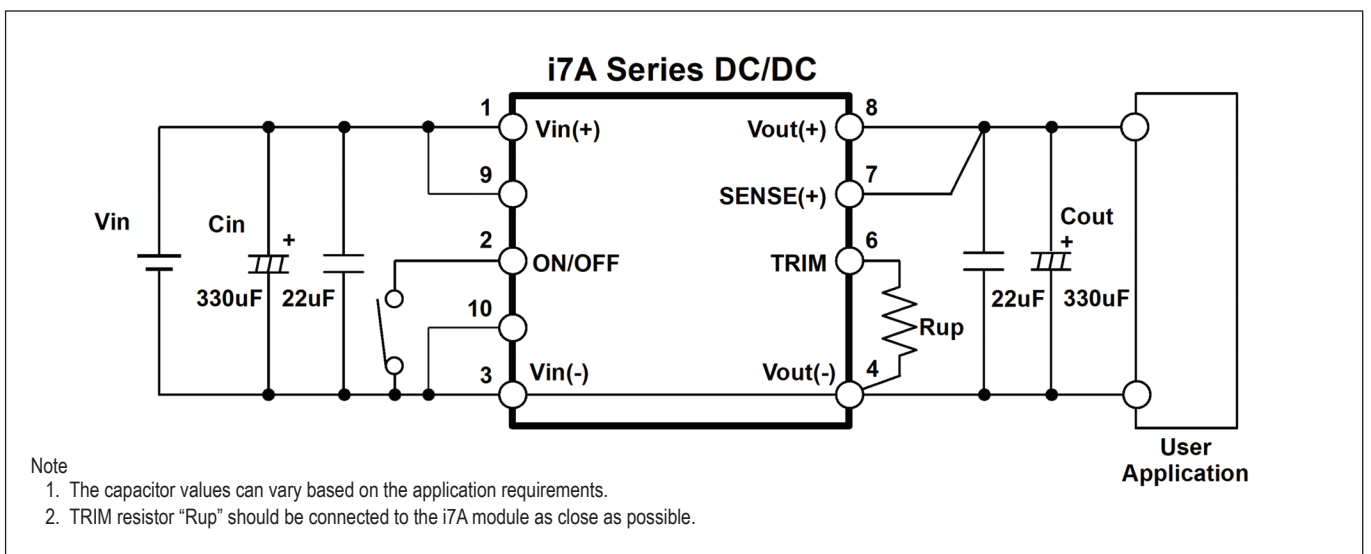 i7A Series DC/DC
1
Vin(+)
8
Vout(+)
9
7
SENSE(+)
Vin
Cin
+
330uF
22uF
2
ON/OFF
6
TRIM
Rup
Cout
+
22uF
330uF
10
3
Vin(-)
4
Vout(-)
User
Application
Note
1. The capacitor values can vary based on the application requirements.
2. TRIM resistor “Rup” should be connected to the i7A module as close as possible.